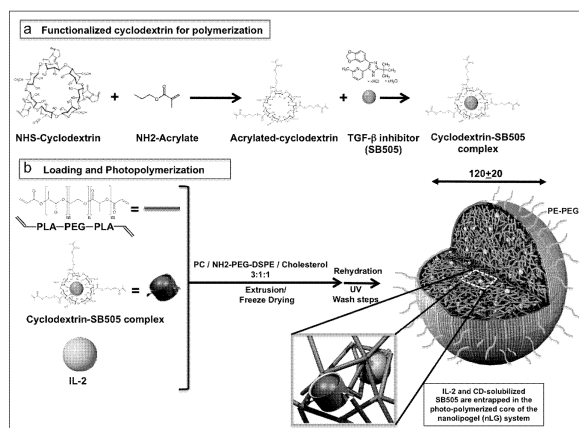 a Functionalized cyclodextrin for polymerization
NHS-Cyclodextrin
+
NH2-Acrylate
Acrylated-cyclodextrin
+
TGF-β inhibitor
(SB505)
Cyclodextrin-SB505
complex
b Loading and Photopolymerization
PLA—PEG—PLA
=
Cyclodextrin-SB505 complex
=
IL-2
PC / NH2-PEG-DSPE / Cholesterol
3:1:1
Extrusion/
Freeze Drying
Rehydration
UV
Wash steps
120±20
PE-PEG
IL-2 and CD-solubilized
SB505 are entrapped in the
photo-polymerized core of the
nanolipogel (nLG) system